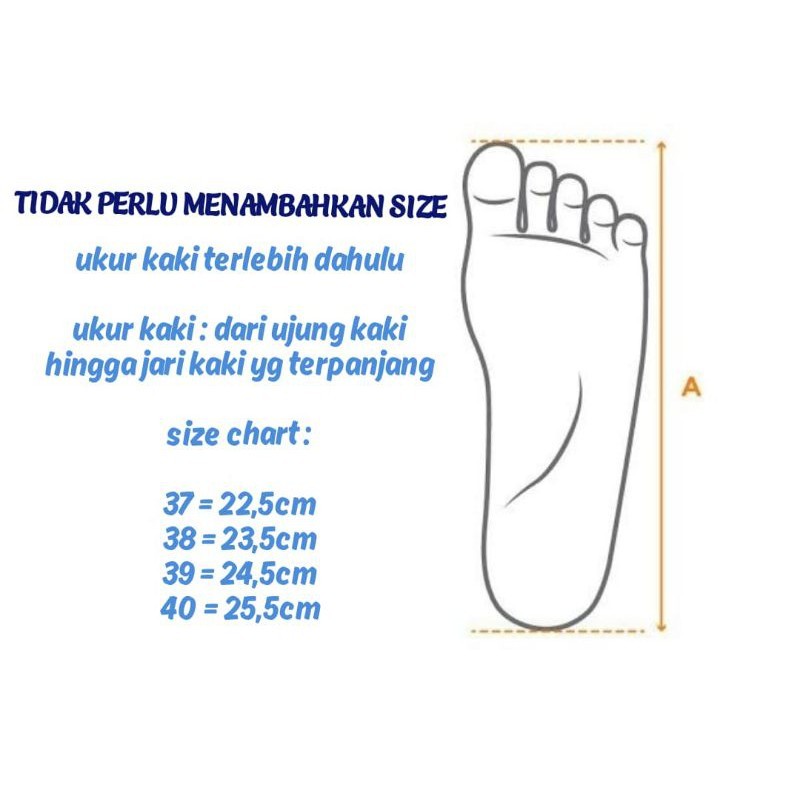 TIDAK PERLU MENAMBAHKAN SIZE
ukur kaki terlebih dahulu
ukur kaki : dari ujung kaki
hingga jari kaki yg terpanjang
size chart :
37 = 22,5cm
38 = 23,5cm
39 = 24,5cm
40 = 25,5cm
A